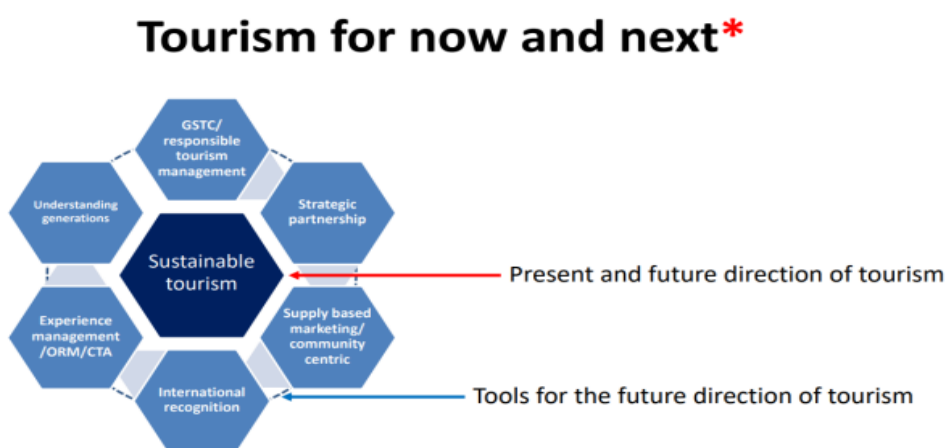 Tourism for now and next*
GSTC/
responsible
tourism
management
Understanding
generations
Strategic
partnership
Sustainable
tourism
Present and future direction of tourism
Experience
management
/ORM/CTA
Supply based
marketing/
community
centric
International
recognition
Tools for the future direction of tourism